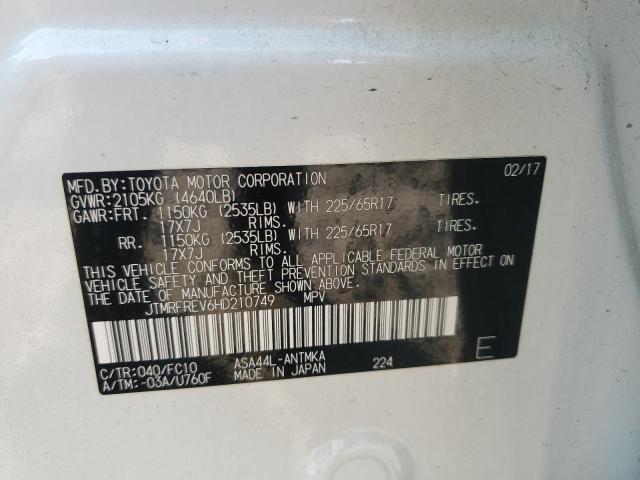 MFD.BY:TOYOTA MOTOR CORPORATION 02/17
GVWR:2105KG (4640LB)
GAWR:FRT. 1150KG (2535LB) WITH 225/65R17 TIRES.
17X7J RIMS.
RR. 1150KG (2535LB) WITH 225/65R17 TIRES.
17X7J RIMS.
THIS VEHICLE CONFORMS TO ALL APPLICABLE FEDERAL MOTOR
VEHICLE SAFETY AND THEFT PREVENTION STANDARDS IN EFFECT ON
THE DATE OF MANUFACTURE SHOWN ABOVE.
JTMRFREV6HD210749 MPV
C/TR:040/FC10 ASA44L-ANTMKA 224 E
A/TM:-03A/U760F MADE IN JAPAN